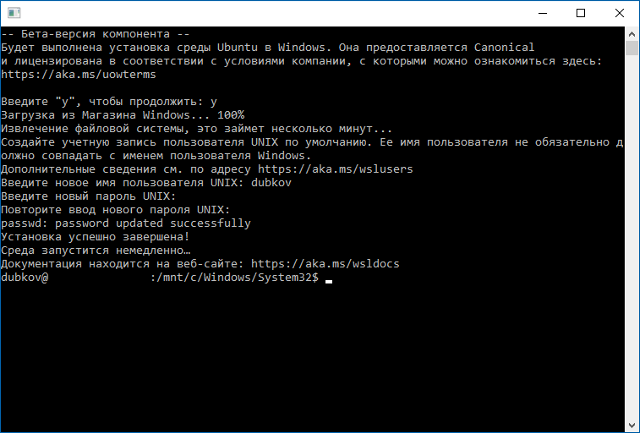 -- Бета-версия компонента --
Будет выполнена установка среды Ubuntu в Windows. Она предоставляется Canonical
и лицензирована в соответствии с условиями компании, с которыми можно ознакомиться здесь:
https://aka.ms/uowterms
Введите "y", чтобы продолжить: y
Загрузка из Магазина Windows... 100%
Извлечение файловой системы, это займет несколько минут...
Создайте учетную запись пользователя UNIX по умолчанию. Ее имя пользователя не обязательно д
олжно совпадать с именем пользователя Windows.
Дополнительные сведения см. по адресу https://aka.ms/wslusers
Введите новое имя пользователя UNIX: dubkov
Введите новый пароль UNIX:
Повторите ввод нового пароля UNIX:
passwd: password updated successfully
Установка успешно завершена!
Среда запустится немедленно…
Документация находится на веб-сайте: https://aka.ms/wsldocs
dubkov@ :/mnt/c/Windows/System32$